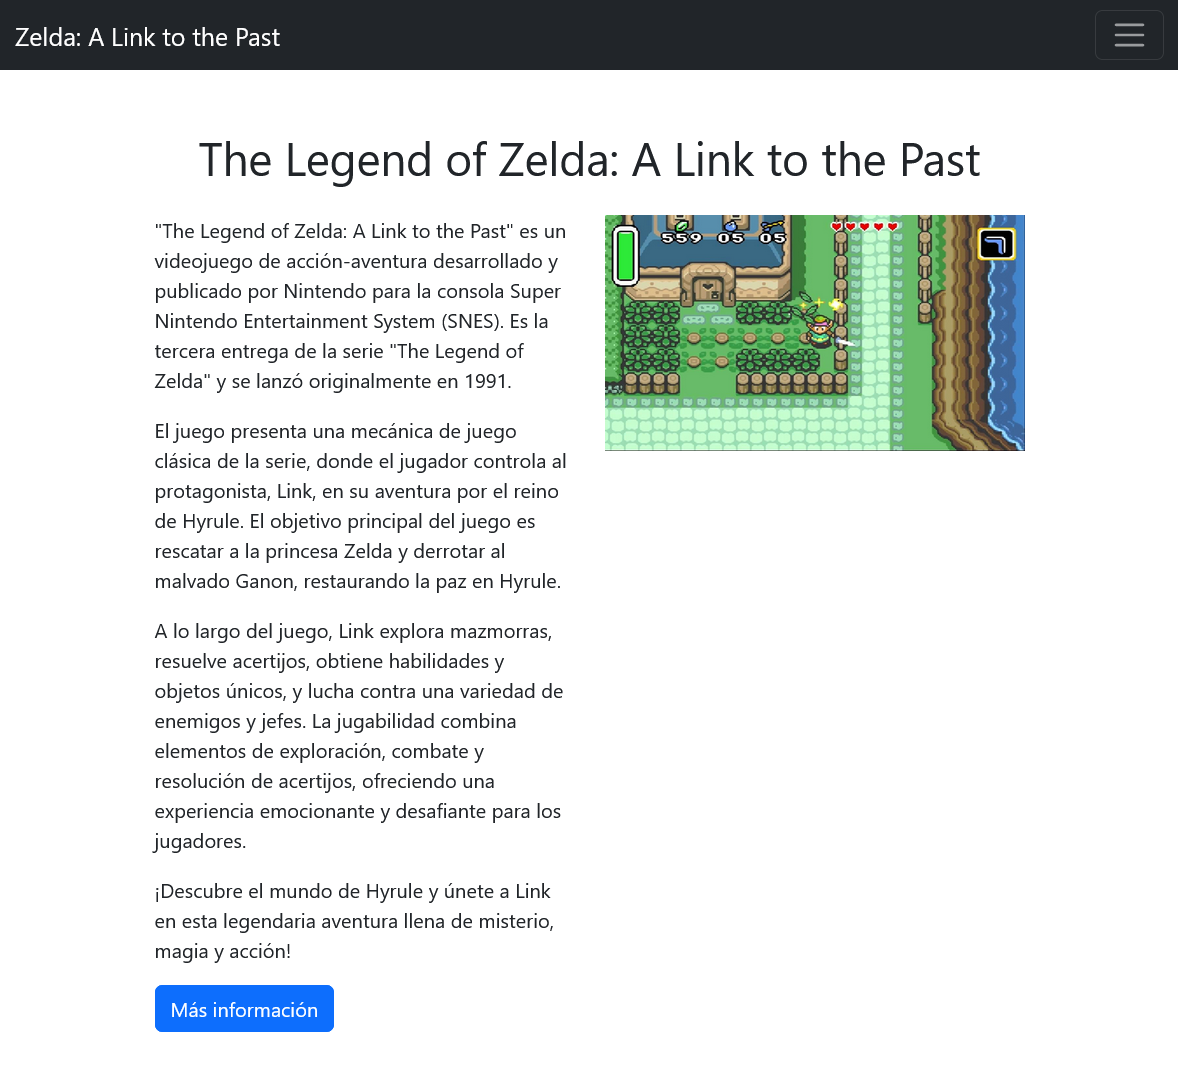 Zelda: A Link to the Past
The Legend of Zelda: A Link to the Past
"The Legend of Zelda: A Link to the Past" es un
videojuego de acción-aventura desarrollado y
publicado por Nintendo para la consola Super
Nintendo Entertainment System (SNES). Es la
tercera entrega de la serie "The Legend of
Zelda" y se lanzó originalmente en 1991.
El juego presenta una mecánica de juego
clásica de la serie, donde el jugador controla al
protagonista, Link, en su aventura por el reino
de Hyrule. El objetivo principal del juego es
rescatar a la princesa Zelda y derrotar al
malvado Ganon, restaurando la paz en Hyrule.
A lo largo del juego, Link explora mazmorras,
resuelve acertijos, obtiene habilidades y
objetos únicos, y lucha contra una variedad de
enemigos y jefes. La jugabilidad combina
elementos de exploración, combate y
resolución de acertijos, ofreciendo una
experiencia emocionante y desafiante para los
jugadores.
¡Descubre el mundo de Hyrule y únete a Link
en esta legendaria aventura llena de misterio,
magia y acción!
Más información
559 05 05